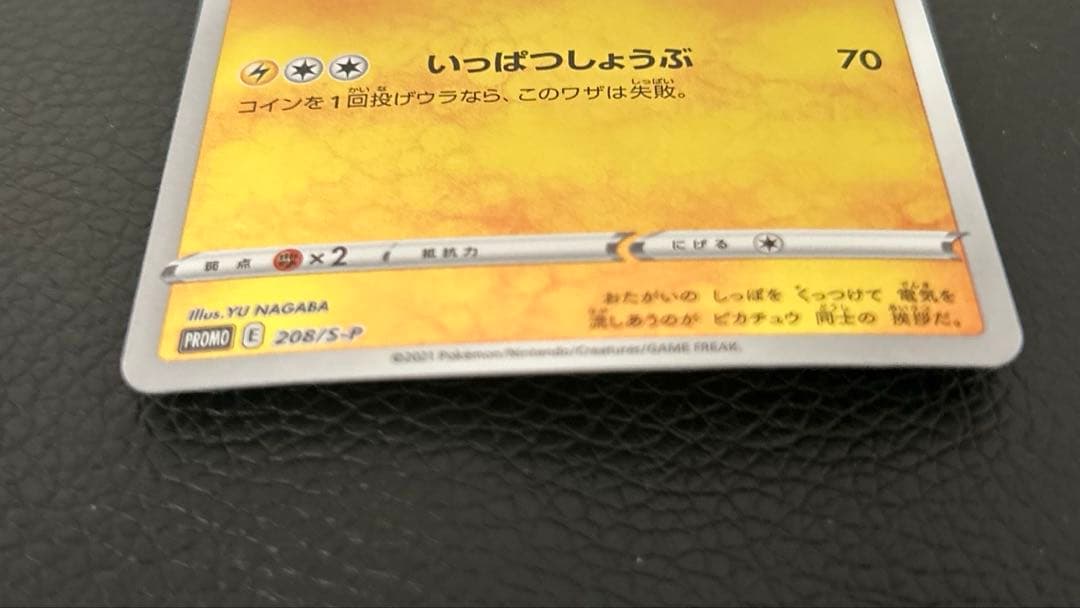 いっぱつしょうぶ 70
コインを1回投げウラなら、このワザは失敗。
弱点 ×2 抵抗力 にげる
Illus. YU NAGABA
おたがいの しっぽを くっつけて 電気を
流しあうのが ピカチュウ 同士の 挨拶だ。
PROMO E 208/S-P
©2021 Pokémon/Nintendo/Creatures/GAME FREAK.